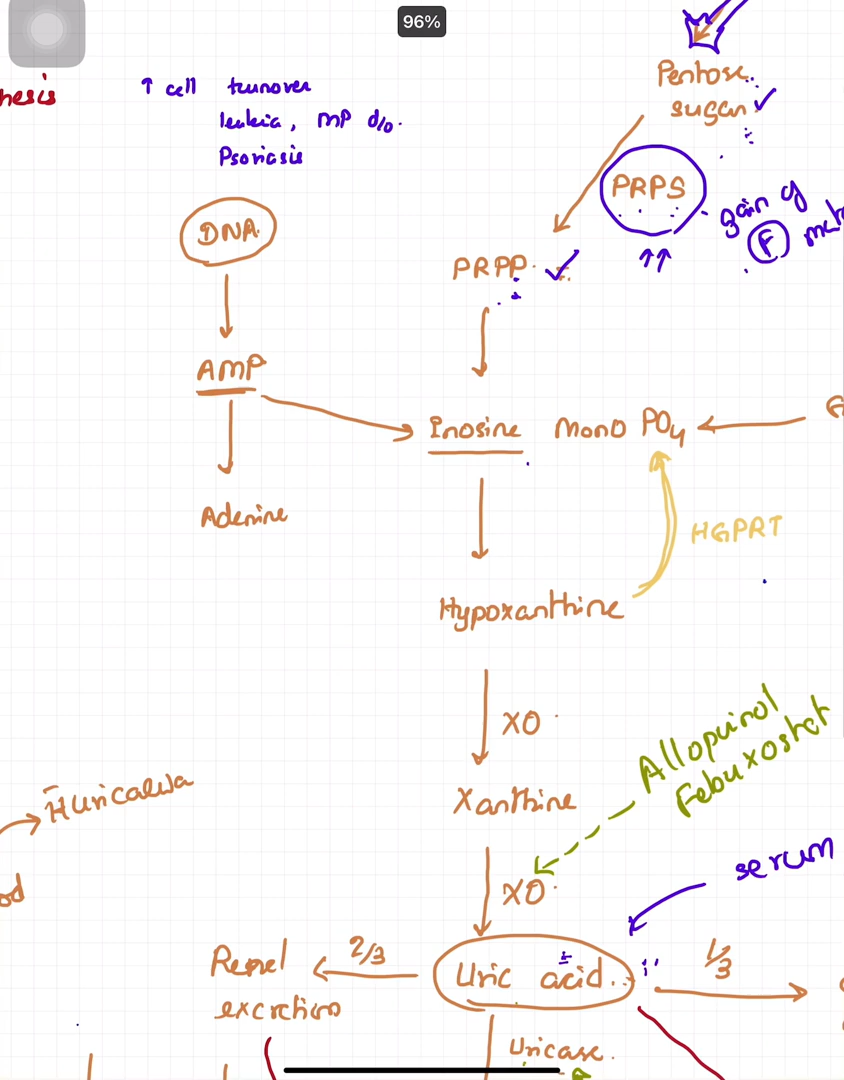 96%
Pentose
sugar
hesis
↑ cell turnover
leukia, MP d/o.
Psoriasis
PRPS
gain of
F
↑↑
DNA
PRPP
AMP
Inosine Mono PO4
Adenine
HGPRT
Hypoxanthine
XO
Allopurinol
Febuxostat
Xanthine
od
XO
serum
Renal
excretion
2/3
Uric acid
1/3
Uricase